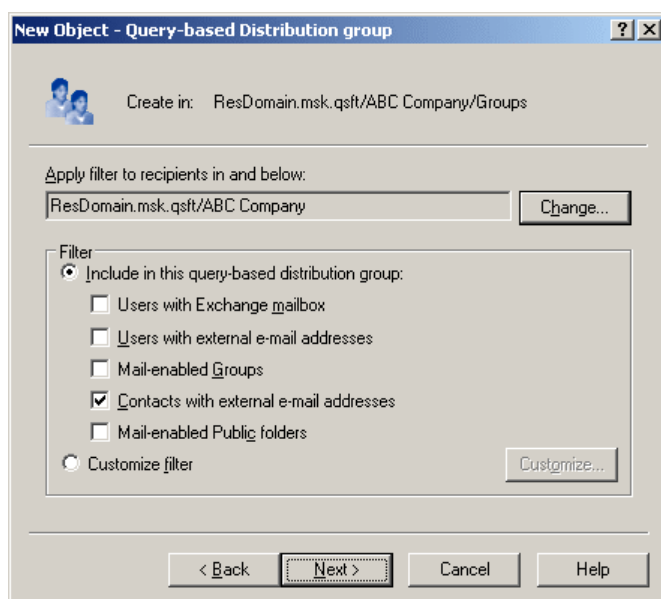 New Object - Query-based Distribution group
Create in: ResDomain.msk.qsft/ABC Company/Groups
Apply filter to recipients in and below:
ResDomain.msk.qsft/ABC Company
Change...
Filter
Include in this query-based distribution group:
Users with Exchange mailbox
Users with external e-mail addresses
Mail-enabled Groups
Contacts with external e-mail addresses
Mail-enabled Public folders
Customize filter
Customize...
< Back
Next >
Cancel
Help